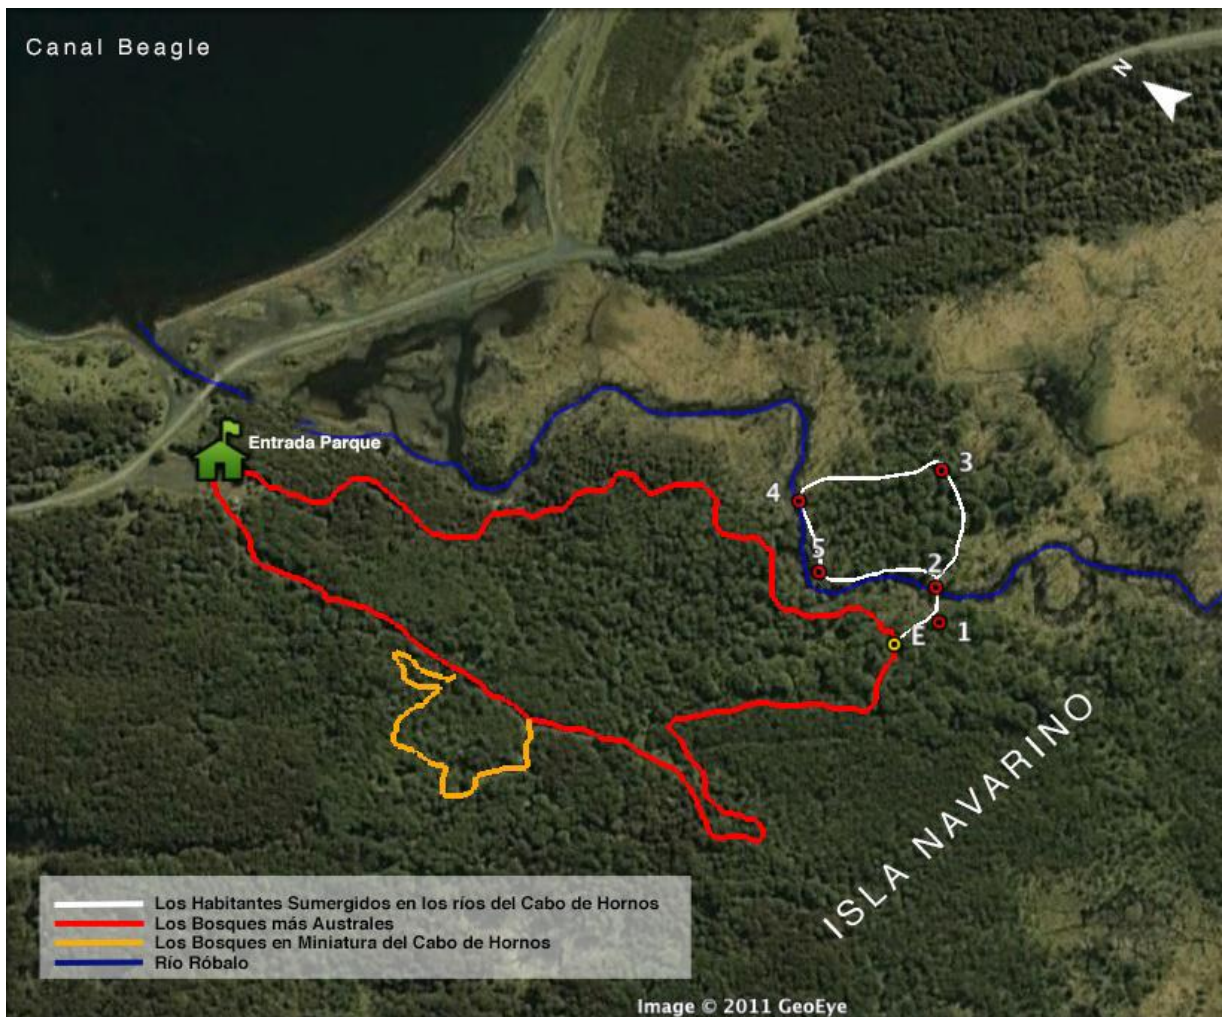 Canal Beagle
N
Entrada Parque
3
4
5
2
E
1
ISLA NAVARINO
Los Habitantes Sumergidos en los ríos del Cabo de Hornos
Los Bosques más Australes
Los Bosques en Miniatura del Cabo de Hornos
Río Róbalo
Image © 2011 GeoEye